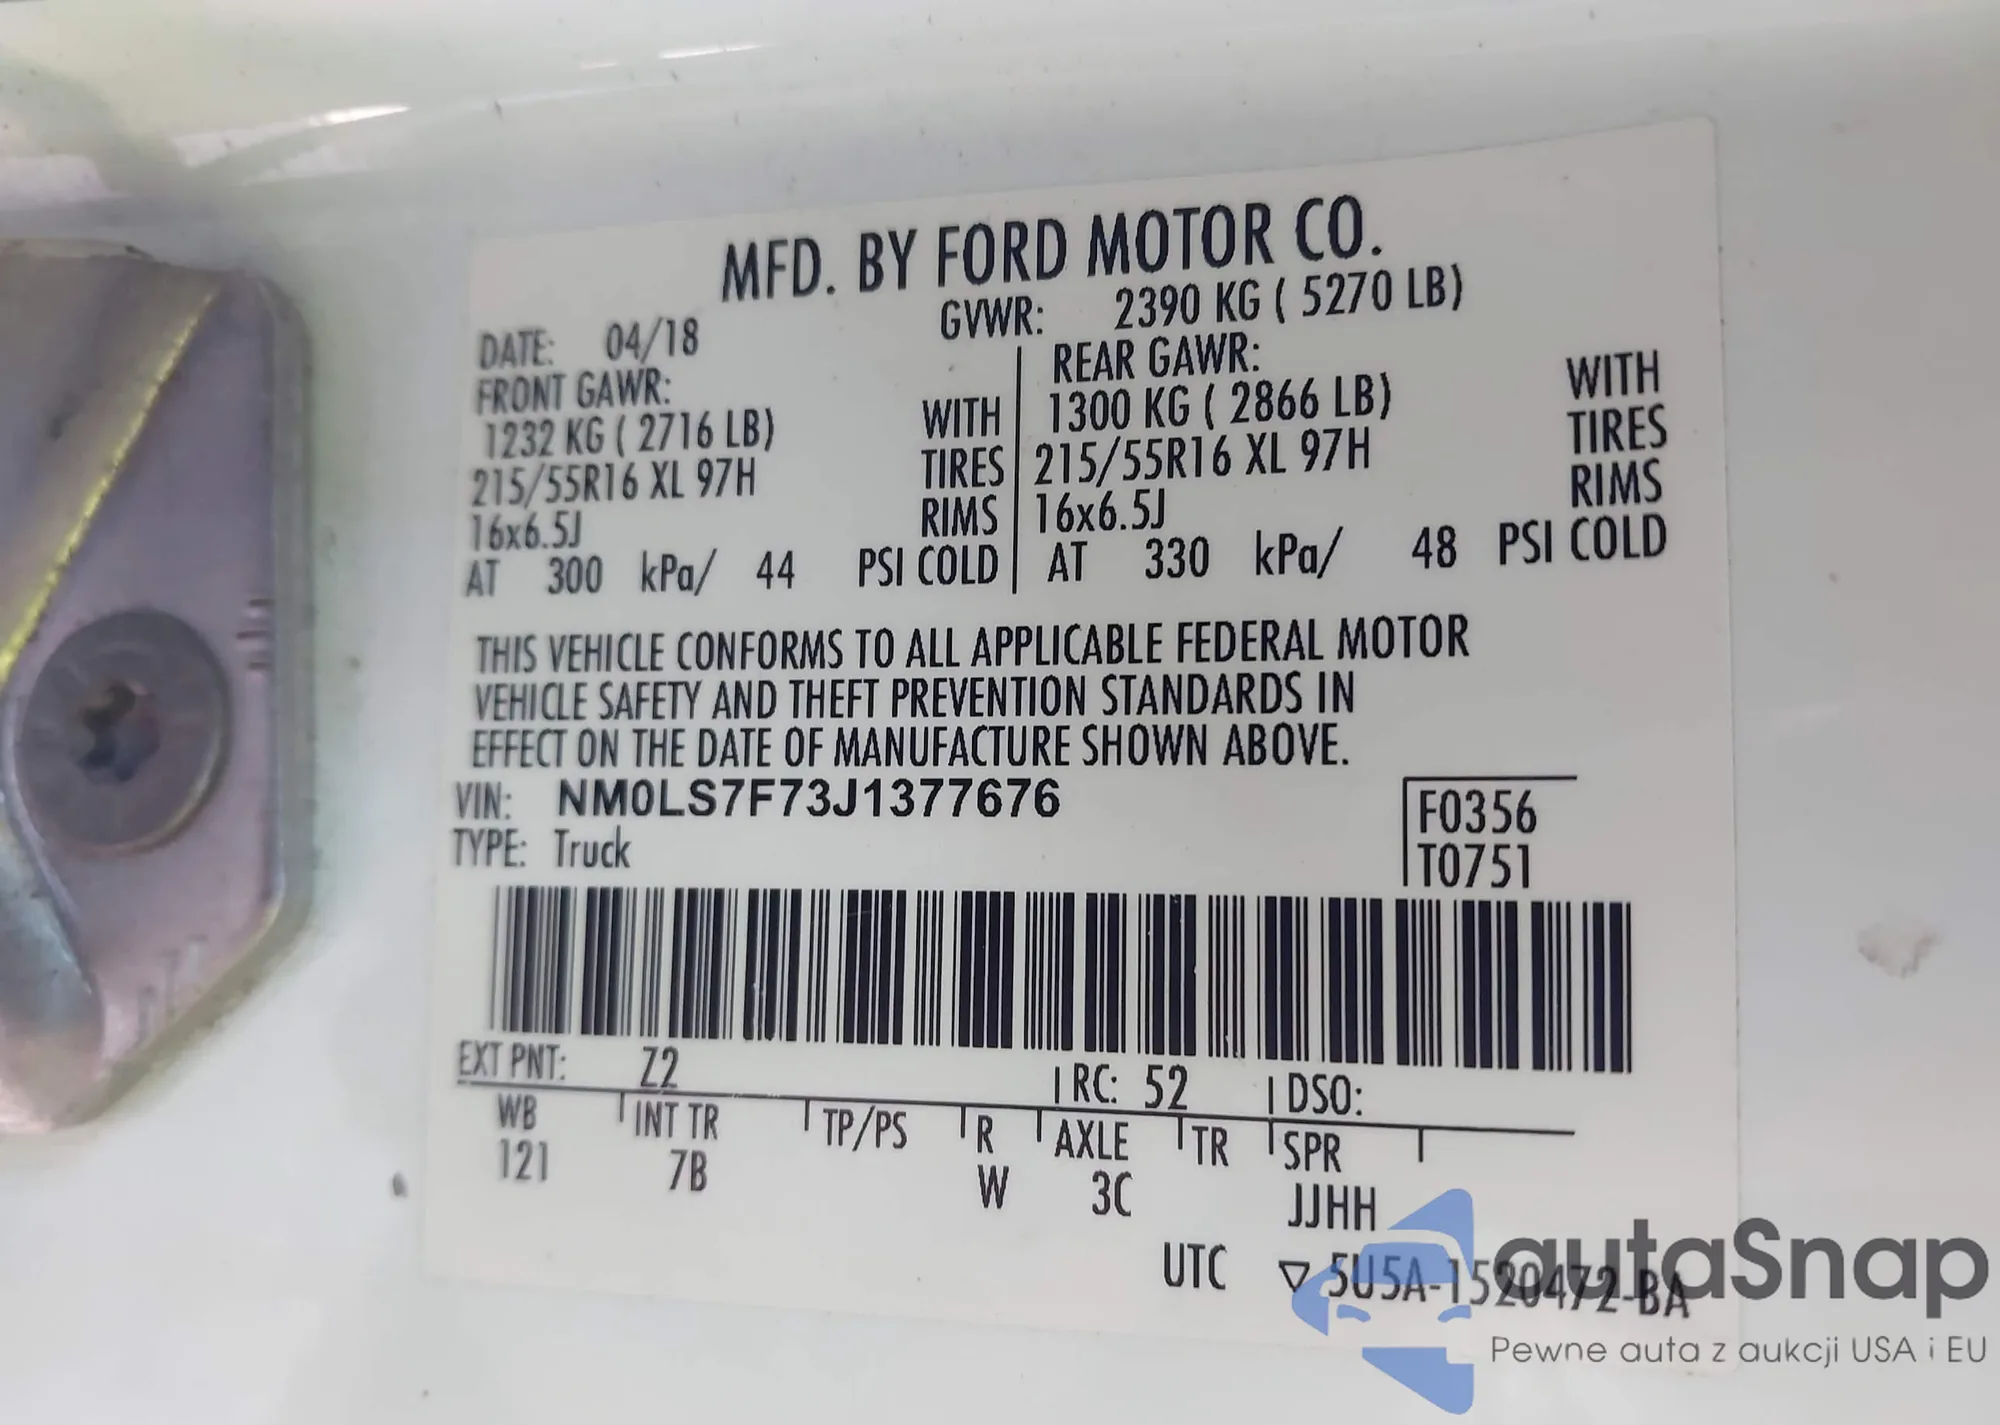 MFD. BY FORD MOTOR CO.
DATE: 04/18 GVWR: 2390 KG ( 5270 LB)
FRONT GAWR: REAR GAWR:
1232 KG ( 2716 LB) WITH 1300 KG ( 2866 LB) WITH
215/55R16 XL 97H TIRES 215/55R16 XL 97H TIRES
16x6.5J RIMS 16x6.5J RIMS
AT 300 kPa/ 44 PSI COLD AT 330 kPa/ 48 PSI COLD
THIS VEHICLE CONFORMS TO ALL APPLICABLE FEDERAL MOTOR
VEHICLE SAFETY AND THEFT PREVENTION STANDARDS IN
EFFECT ON THE DATE OF MANUFACTURE SHOWN ABOVE.
VIN: NM0LS7F73J1377676 F0356
TYPE: Truck T0751
EXT PNT: Z2 RC: 52 DSO:
WB INT TR TP/PS R AXLE TR SPR
121 7B W 3C JJHH
UTC ▽ 5U5A-1520472-BA
autaSnap
Pewne auta z aukcji USA i EU